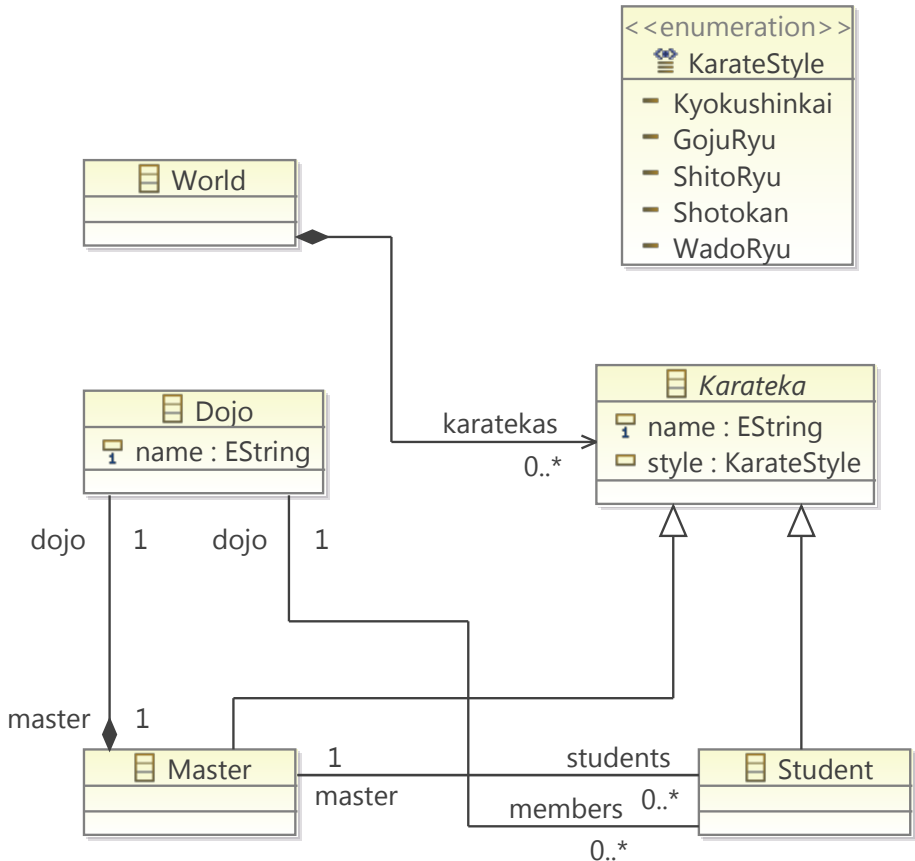 <<enumeration>>
KarateStyle
Kyokushinkai
GojuRyu
ShitoRyu
Shotokan
WadoRyu
World
karatekas
0..*
Karateka
name : EString
style : KarateStyle
Dojo
name : EString
dojo 1 dojo 1
master 1
Master
1
master
students
0..*
members
0..*
Student